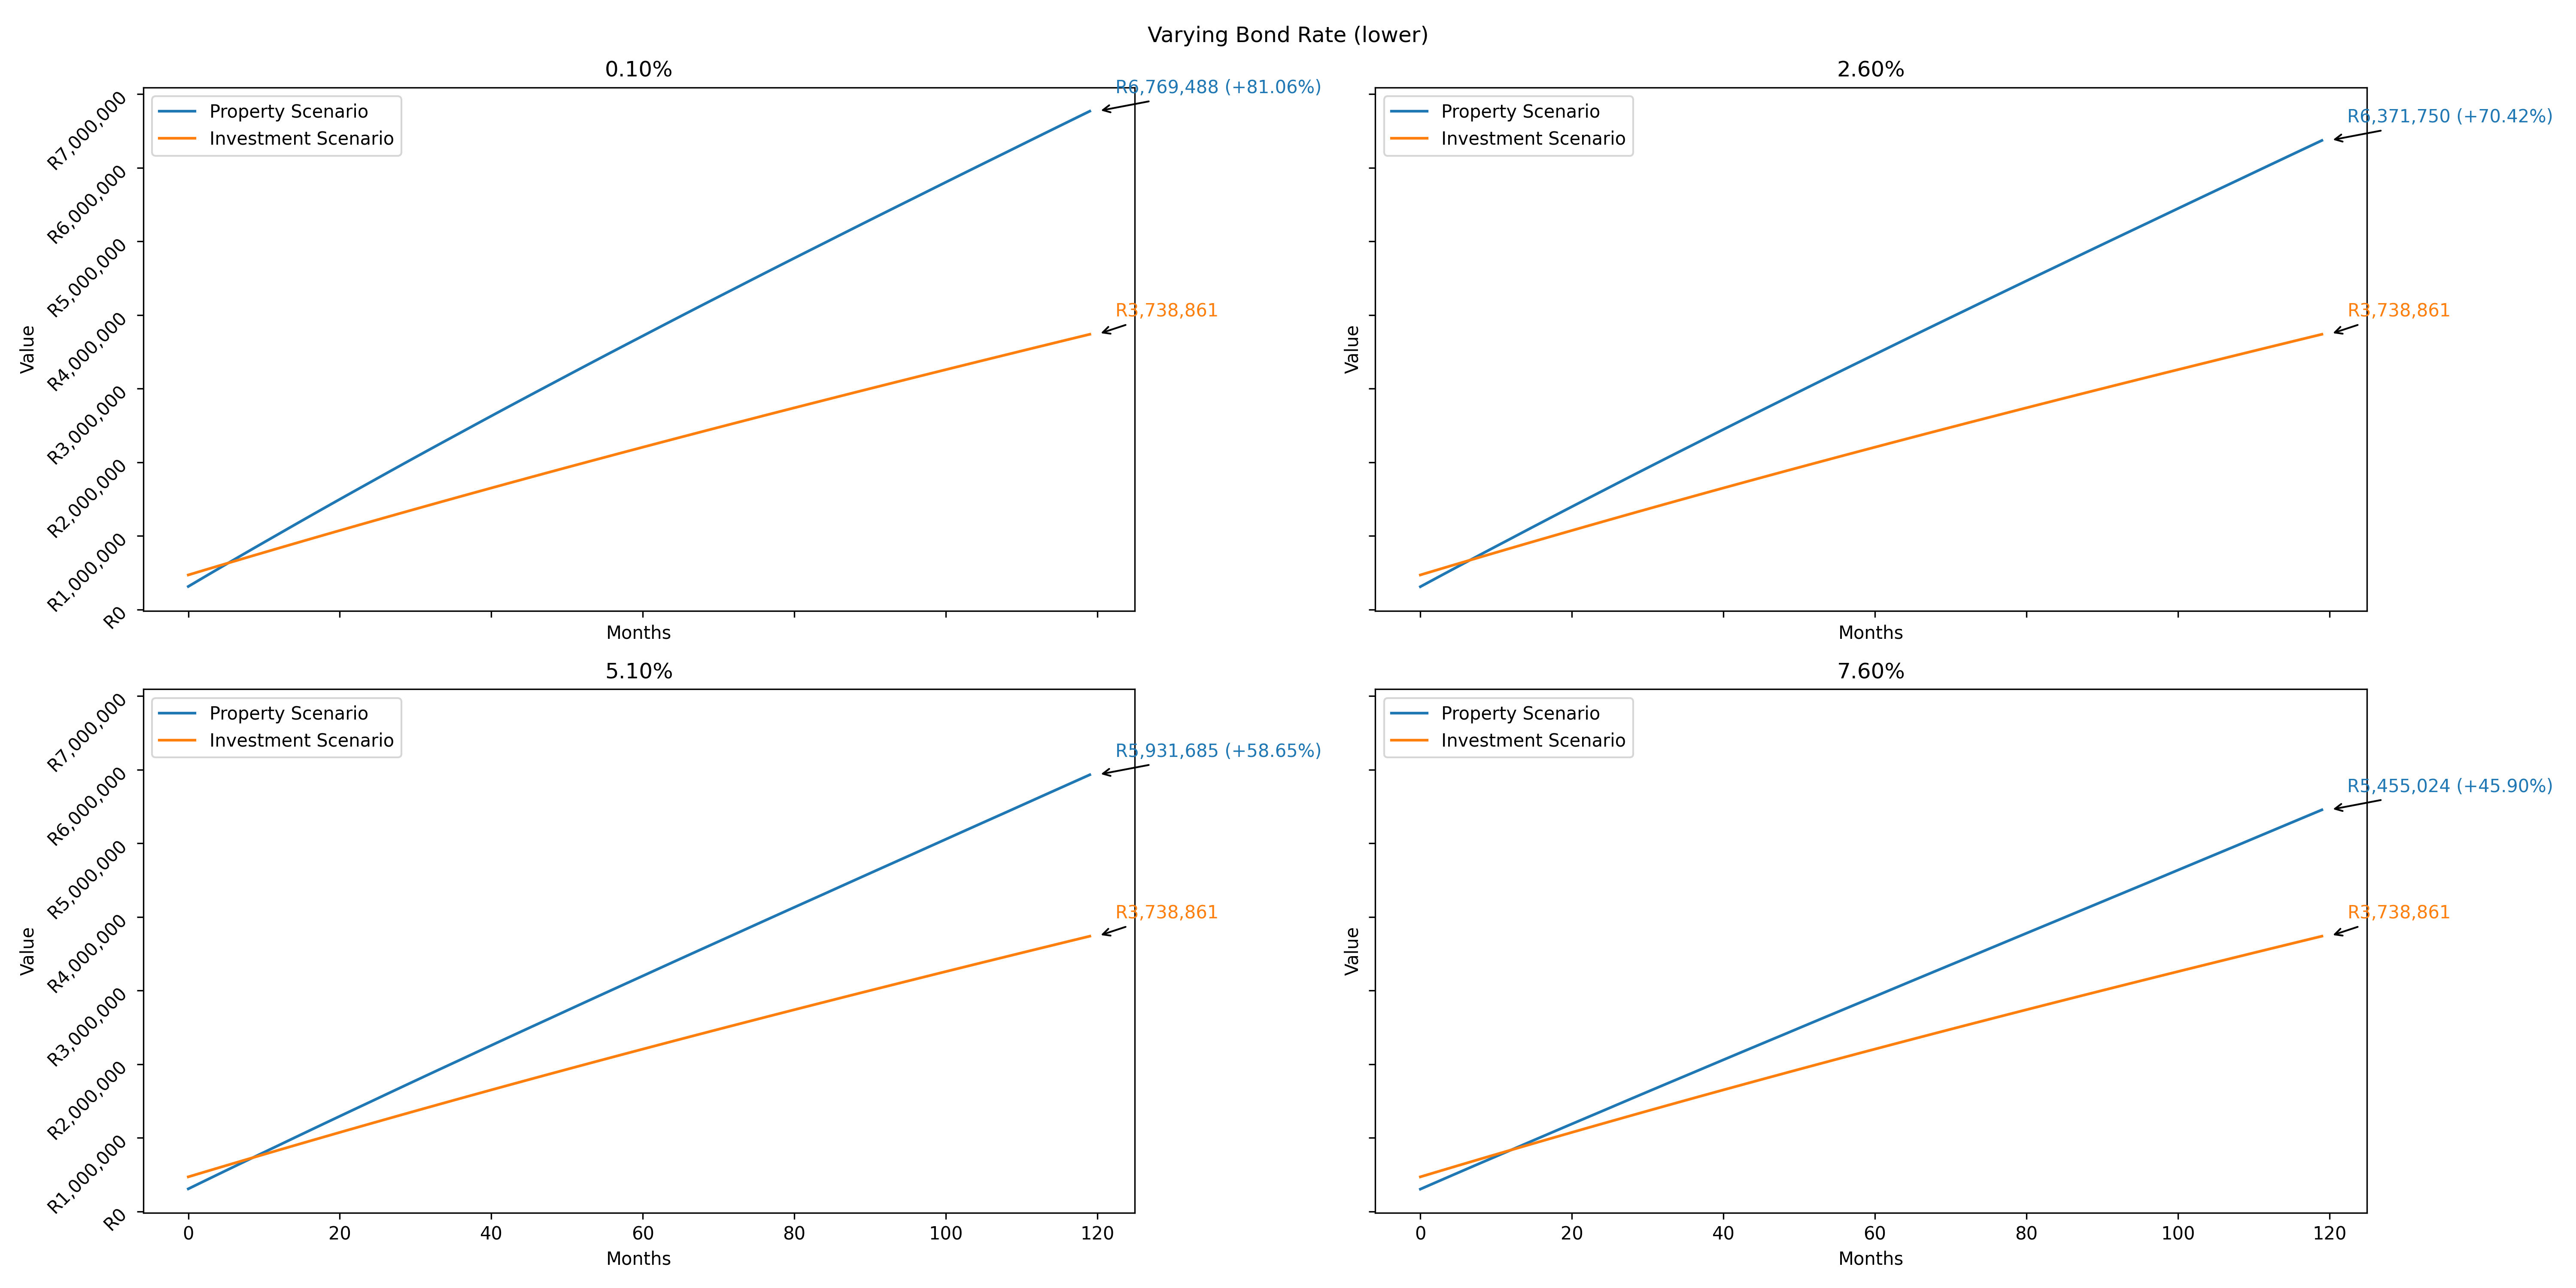 Varying Bond Rate (lower)
0.10%
R6,769,488 (+81.06%)
Property Scenario
Investment Scenario
R3,738,861
R7,000,000
R6,000,000
R5,000,000
R4,000,000
R3,000,000
R2,000,000
R1,000,000
R0
Value
Months
2.60%
R6,371,750 (+70.42%)
Property Scenario
Investment Scenario
R3,738,861
Value
Months
5.10%
R5,931,685 (+58.65%)
Property Scenario
Investment Scenario
R3,738,861
R7,000,000
R6,000,000
R5,000,000
R4,000,000
R3,000,000
R2,000,000
R1,000,000
R0
Value
0 20 40 60 80 100 120
Months
7.60%
R5,455,024 (+45.90%)
Property Scenario
Investment Scenario
R3,738,861
Value
0 20 40 60 80 100 120
Months